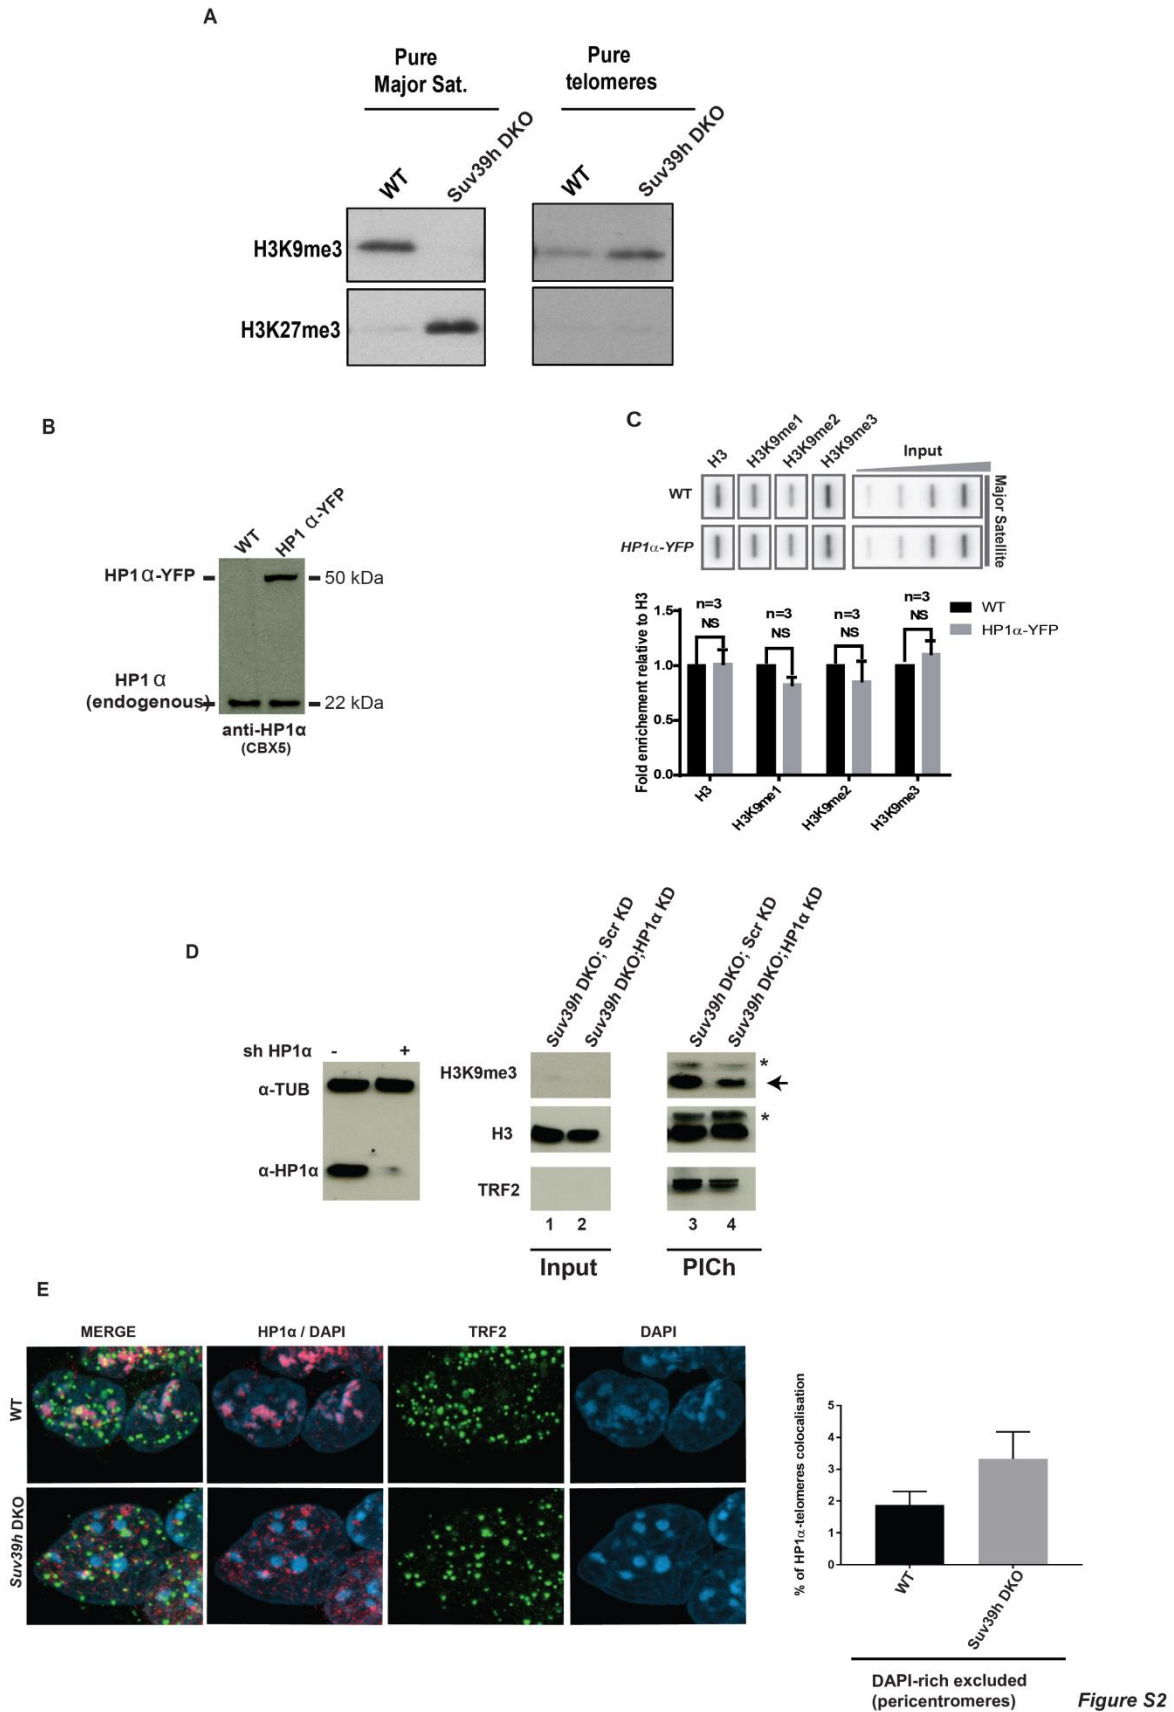 A
Pure
Major Sat.
Pure
telomeres
WT
Suv39h DKO
WT
Suv39h DKO
H3K9me3
H3K27me3
B
WT
HP1 α-YFP
HP1α-YFP
50 kDa
HP1 α
(endogenous)
22 kDa
anti-HP1α
(CBX5)
C
H3
H3K9me1
H3K9me2
H3K9me3
Input
WT
HP1α-YFP
Major Satellite
Fold enrichement relative to H3
1.5
1.0
0.5
0.0
n=3
NS
n=3
NS
n=3
NS
n=3
NS
WT
HP1α-YFP
H3
H3K9me1
H3K9me2
H3K9me3
D
sh HP1α
- +
α-TUB
α-HP1α
Suv39h DKO; Scr KD
Suv39h DKO;HP1α KD
Suv39h DKO; Scr KD
Suv39h DKO;HP1α KD
H3K9me3
*
H3
*
TRF2
1 2
3 4
Input
PICh
E
MERGE
HP1α / DAPI
TRF2
DAPI
WT
Suv39h DKO
% of HP1α-telomeres colocalisation
5
4
3
2
1
0
WT
Suv39h DKO
DAPI-rich excluded
(pericentromeres)
Figure S2